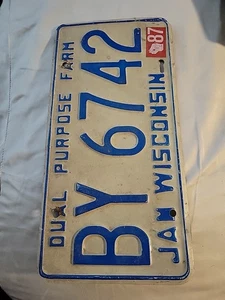 DUAL PURPOSE FARM
BY 6742
87
JAN WISCONSIN